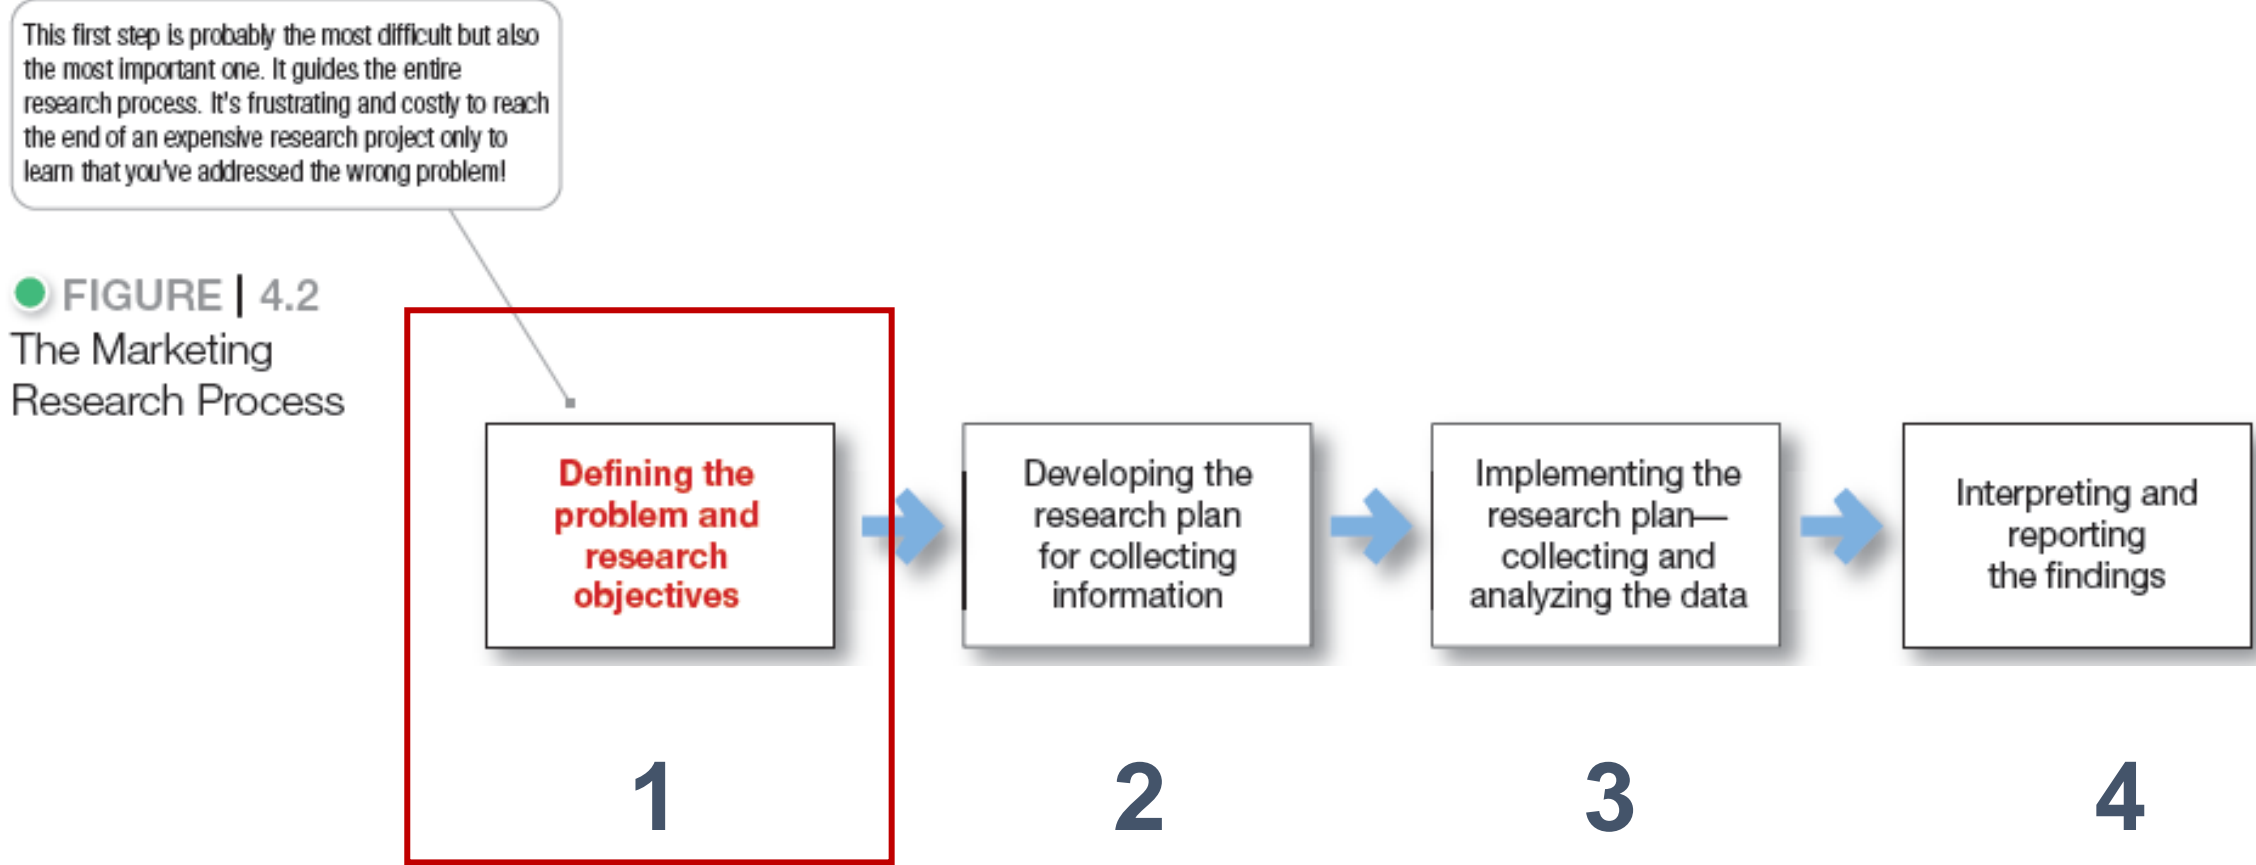 This first step is probably the most difficult but also
the most important one. It guides the entire
research process. It's frustrating and costly to reach
the end of an expensive research project only to
learn that you've addressed the wrong problem!
FIGURE | 4.2
The Marketing
Research Process
Defining the
problem and
research
objectives
Developing the
research plan
for collecting
information
Implementing the
research plan—
collecting and
analyzing the data
Interpreting and
reporting
the findings
1
2
3
4